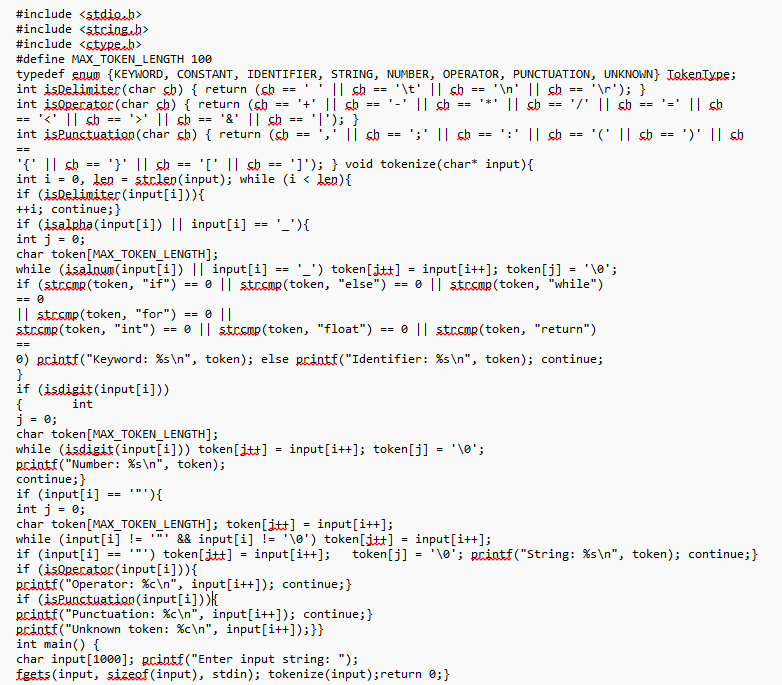 #include <stdio.h>
#include <string.h>
#include <ctype.h>
#define MAX_TOKEN_LENGTH 100
typedef enum {KEYWORD, CONSTANT, IDENTIFIER, STRING, NUMBER, OPERATOR, PUNCTUATION, UNKNOWN} TokenType;
int isDelimiter(char ch) { return (ch == ' ' || ch == '\t' || ch == '\n' || ch == '\r'); }
int isOperator(char ch) { return (ch == '+' || ch == '-' || ch == '*' || ch == '/' || ch == '=' || ch
== '<' || ch == '>' || ch == '&' || ch == '|'); }
int isPunctuation(char ch) { return (ch == ',' || ch == ';' || ch == ':' || ch == '(' || ch == ')' || ch
==
'{' || ch == '}' || ch == '[' || ch == ']'); } void tokenize(char* input){
int i = 0, len = strlen(input); while (i < len){
if (isDelimiter(input[i])){
++i; continue;}
if (isalpha(input[i]) || input[i] == '_'){
int j = 0;
char token[MAX_TOKEN_LENGTH];
while (isalnum(input[i]) || input[i] == '_') token[j++] = input[i++]; token[j] = '\0';
if (strcmp(token, "if") == 0 || strcmp(token, "else") == 0 || strcmp(token, "while")
== 0
|| strcmp(token, "for") == 0 ||
strcmp(token, "int") == 0 || strcmp(token, "float") == 0 || strcmp(token, "return")
==
0) printf("Keyword: %s\n", token); else printf("Identifier: %s\n", token); continue;
}
if (isdigit(input[i]))
{ int
j = 0;
char token[MAX_TOKEN_LENGTH];
while (isdigit(input[i])) token[j++] = input[i++]; token[j] = '\0';
printf("Number: %s\n", token);
continue;}
if (input[i] == '"'){
int j = 0;
char token[MAX_TOKEN_LENGTH]; token[j++] = input[i++];
while (input[i] != '"' && input[i] != '\0') token[j++] = input[i++];
if (input[i] == '"') token[j++] = input[i++]; token[j] = '\0'; printf("String: %s\n", token); continue;}
if (isOperator(input[i])){
printf("Operator: %c\n", input[i++]); continue;}
if (isPunctuation(input[i])){
printf("Punctuation: %c\n", input[i++]); continue;}
printf("Unknown token: %c\n", input[i++]);}}
int main() {
char input[1000]; printf("Enter input string: ");
fgets(input, sizeof(input), stdin); tokenize(input);return 0;}